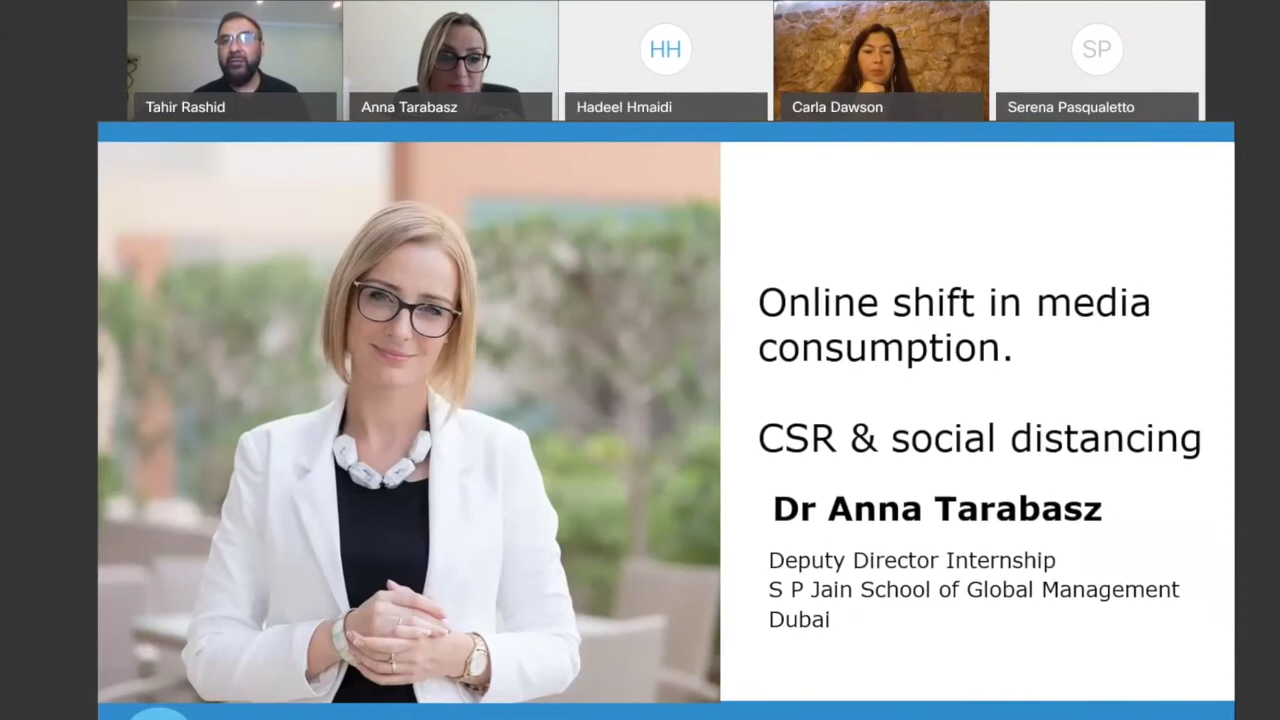 HH
SP
Tahir Rashid
Anna Tarabasz
Hadeel Hmaidi
Carla Dawson
Serena Pasqualetto
Online shift in media
consumption.
CSR & social distancing
Dr Anna Tarabasz
Deputy Director Internship
S P Jain School of Global Management
Dubai